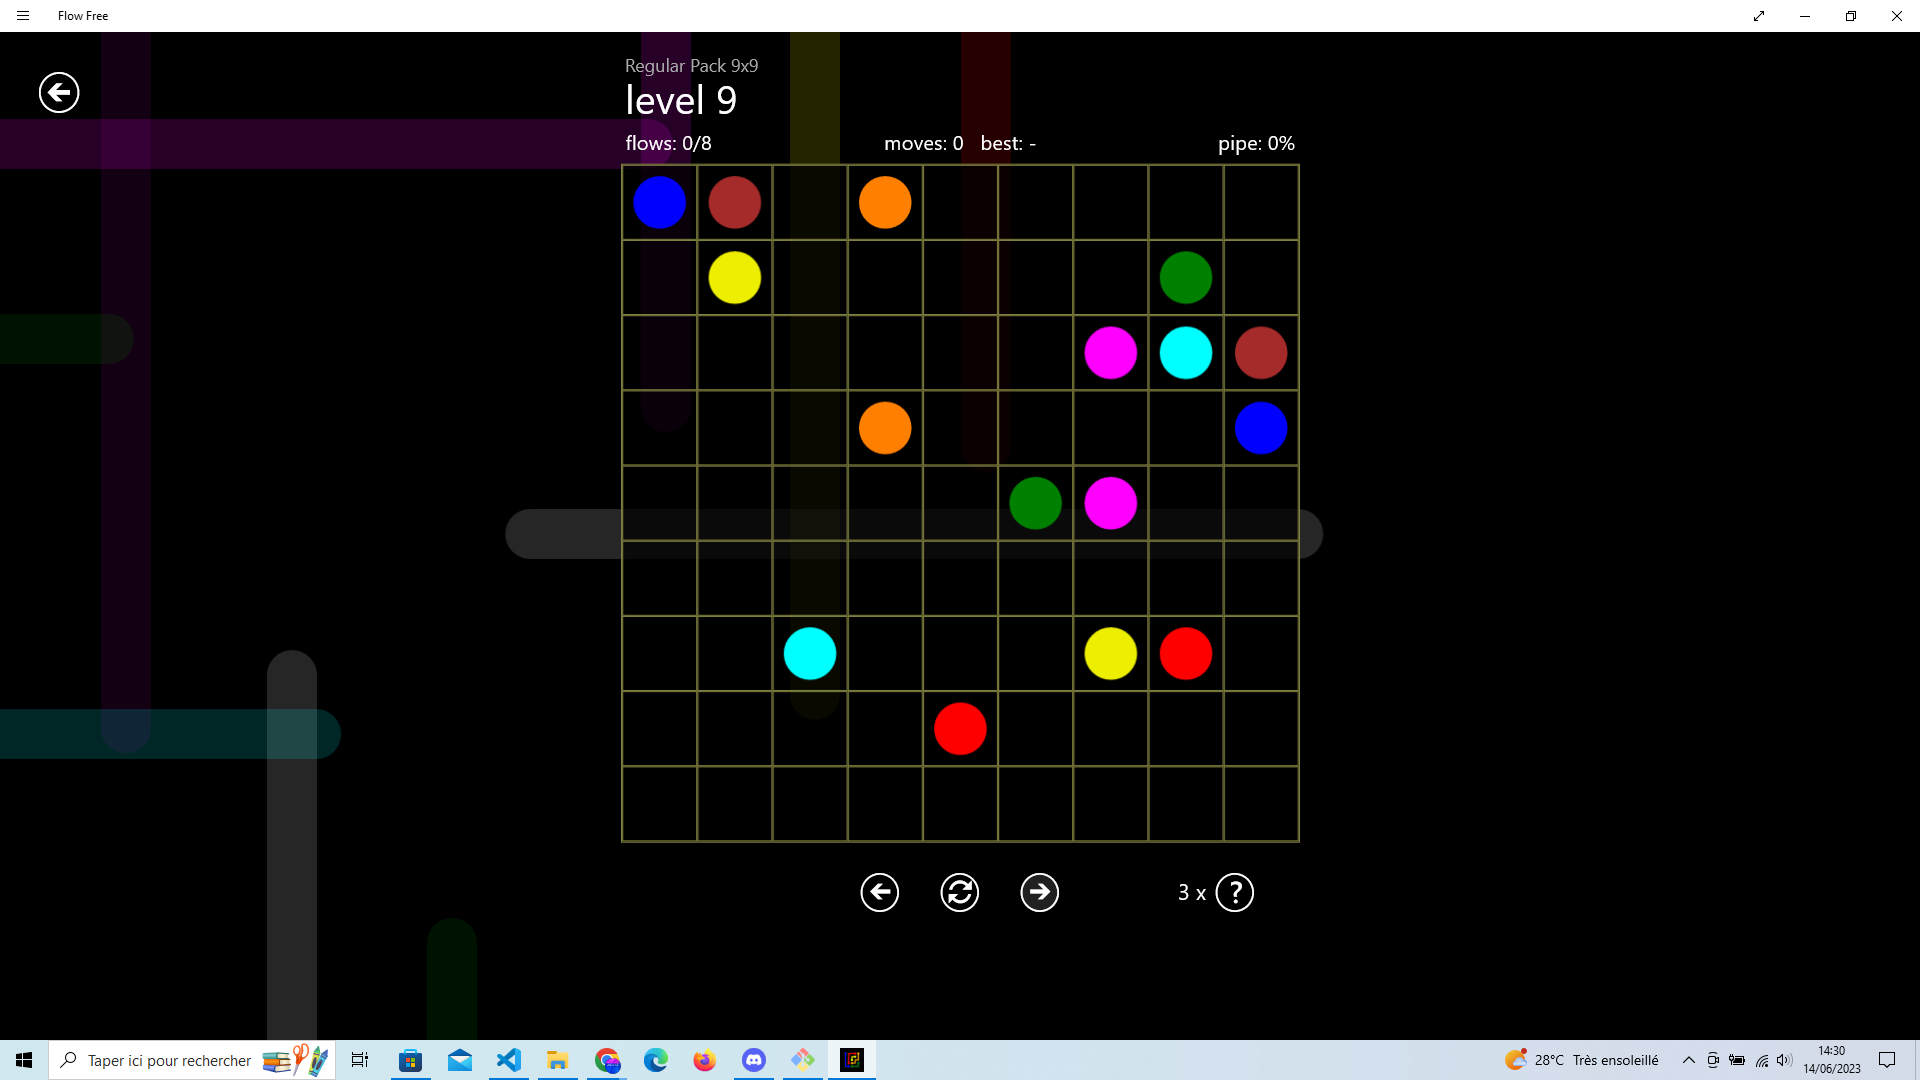 Flow Free
Regular Pack 9x9
level 9
flows: 0/8 moves: 0 best: - pipe: 0%
3 x ?
Taper ici pour rechercher
28°C Très ensoleillé
14:30
14/06/2023